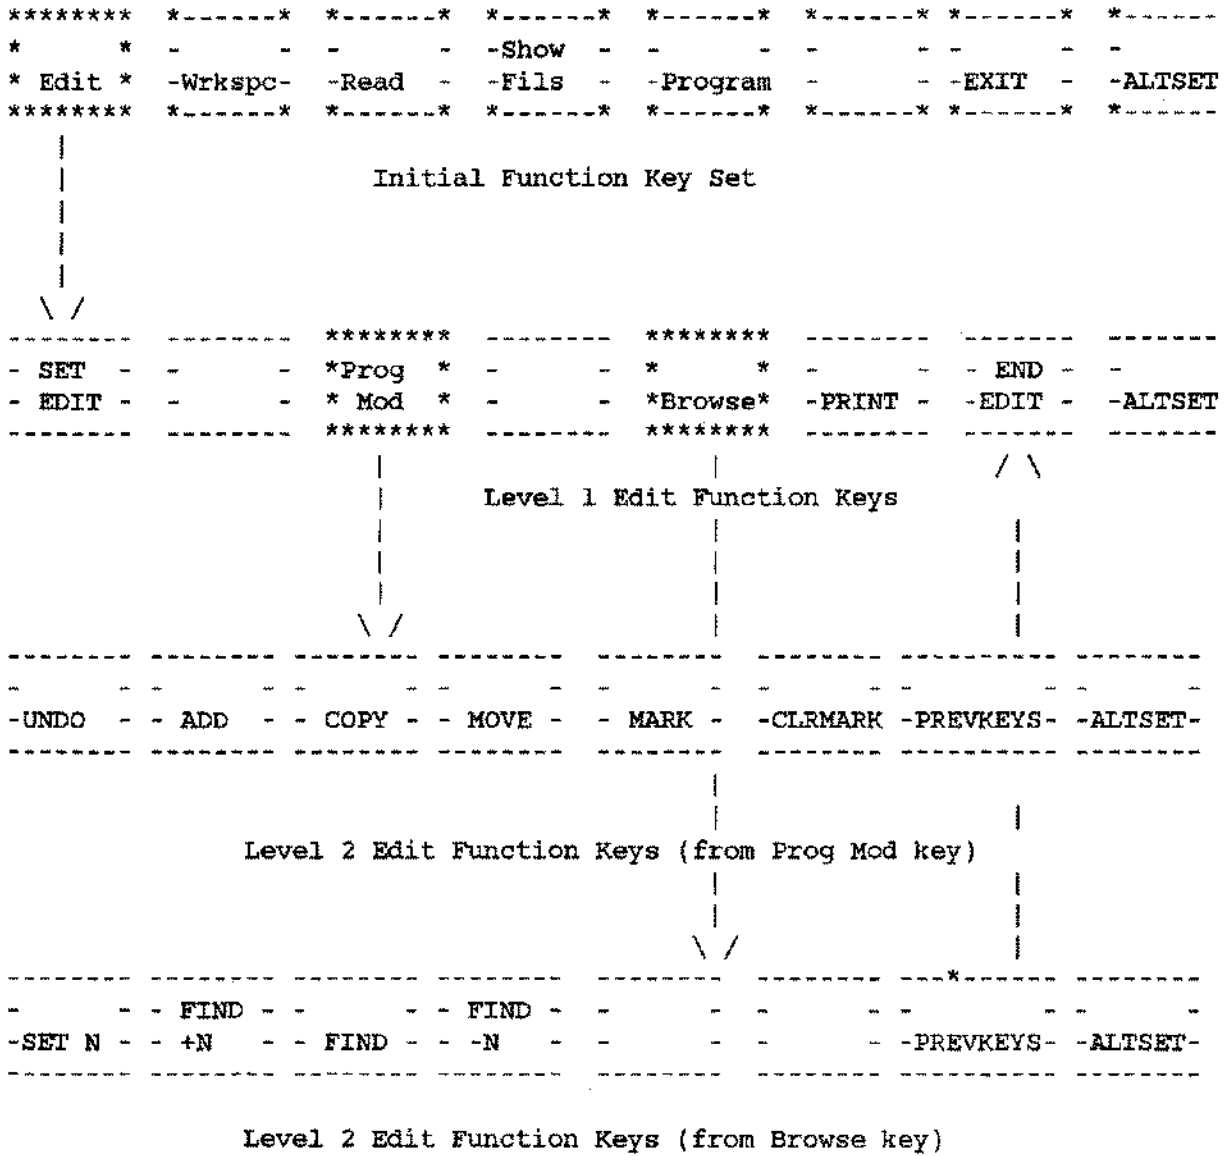 ******** *------* *------* *------* *------* *------* *------* *------
* * - - - - -Show - - - - - - - -
* Edit * -Wrkspc- -Read - -Fils - -Program - - -EXIT - -ALTSET
******** *------* *------* *------* *------* *------* *------* *------
Initial Function Key Set
-------- -------- ******** -------- ******** -------- ------- -------
- SET - - - *Prog * - - * * - - - END - -
- EDIT - - - * Mod * - - *Browse* -PRINT - -EDIT - -ALTSET
-------- -------- ******** -------- ******** -------- ------- -------
Level 1 Edit Function Keys
-------- -------- -------- -------- -------- -------- ---------- --------
- - - - - - - - - - - - - - - -
-UNDO - - ADD - - COPY - - MOVE - - MARK - -CLRMARK -PREVKEYS- -ALTSET-
-------- -------- -------- -------- -------- -------- ---------- --------
Level 2 Edit Function Keys (from Prog Mod key)
-------- -------- -------- -------- -------- -------- ---*------ --------
- - - FIND - - - - FIND - - - - - - - - -
-SET N - - +N - - FIND - - -N - - - - - -PREVKEYS- -ALTSET-
-------- -------- -------- -------- -------- -------- ---------- --------
Level 2 Edit Function Keys (from Browse key)